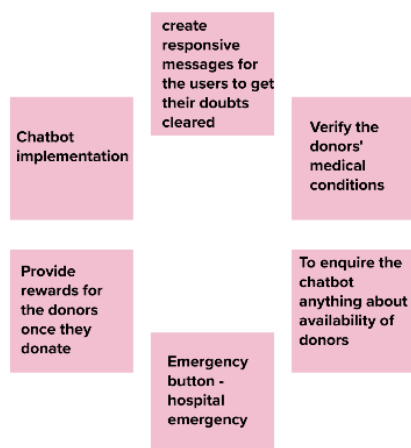 create
responsive
messages for
the users to get
their doubts
cleared
Chatbot
implementation
Verify the
donors'
medical
conditions
Provide
rewards for
the donors
once they
donate
To enquire the
chatbot
anything about
availability of
donors
Emergency
button -
hospital
emergency